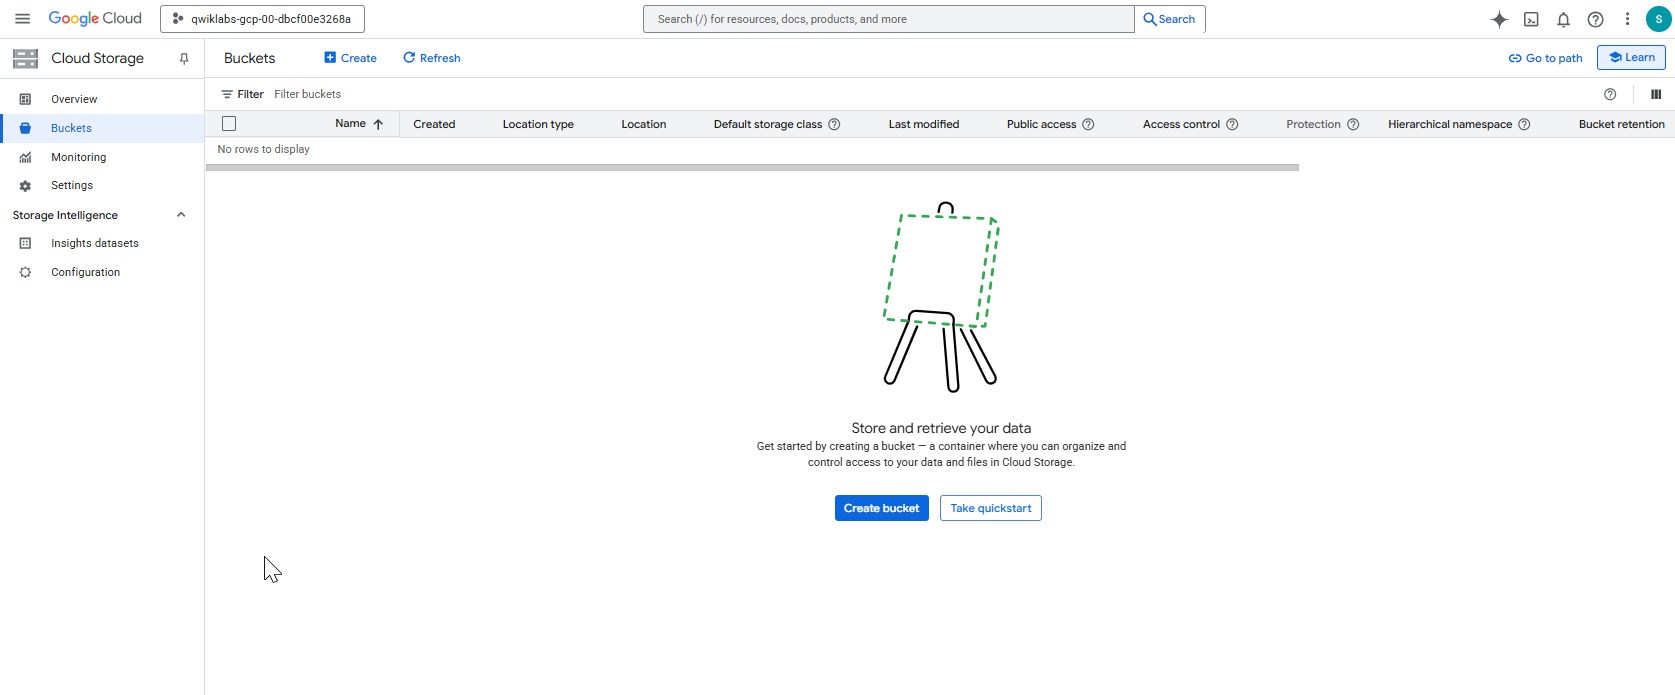 Google Cloud
qwiklabs-gcp-00-dbcf00e3268a
Search (/) for resources, docs, products, and more
Search
S
Cloud Storage
Buckets
Create
Refresh
Go to path
Learn
Overview
Buckets
Monitoring
Settings
Storage Intelligence
Insights datasets
Configuration
Filter Filter buckets
Name Created Location type Location Default storage class Last modified Public access Access control Protection Hierarchical namespace Bucket retention
No rows to display
Store and retrieve your data
Get started by creating a bucket — a container where you can organize and
control access to your data and files in Cloud Storage.
Create bucket Take quickstart